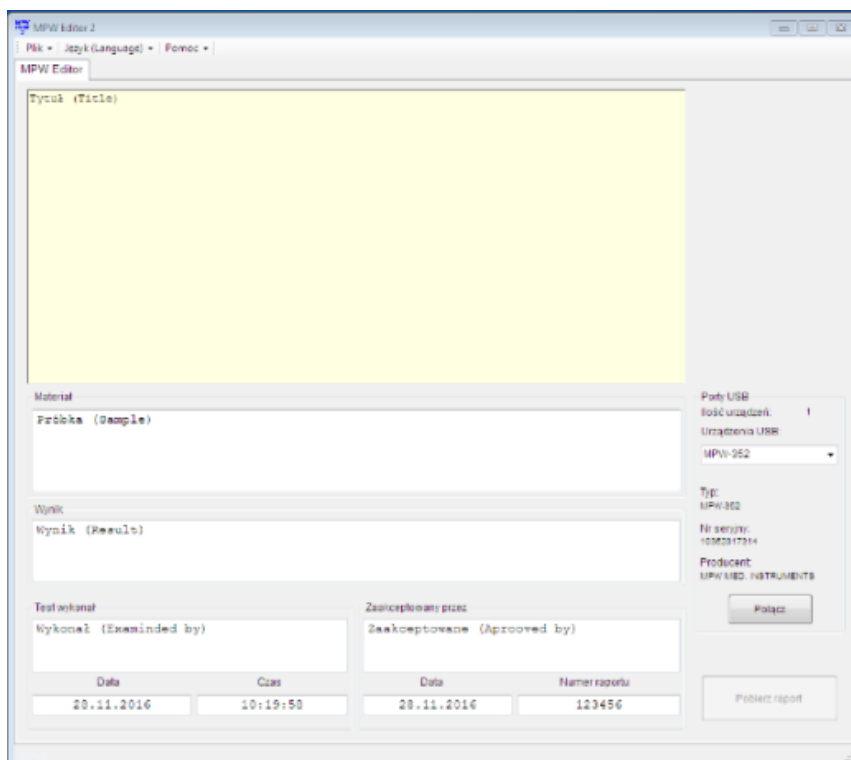 MPW Editor 2
Plik Język (Language) Pomoc
MPW Editor
Tytuł (Title)
Materiał
Próbka (Sample)
Wynik
Wynik (Result)
Test wykonał
Zaakceptowany przez
Wykonał (Examinded by)
Zaakceptowane (Aprooved by)
Data
Czas
Data
Numer raportu
28.11.2016
10:19:58
28.11.2016
123456
Porty USB
Ilość urządzeń: 1
Urządzenia USB:
MPW-352
Typ:
MPW-352
Nr seryjny:
Producent:
MPW MED. INSTRUMENTS
Połącz
Pobierz raport